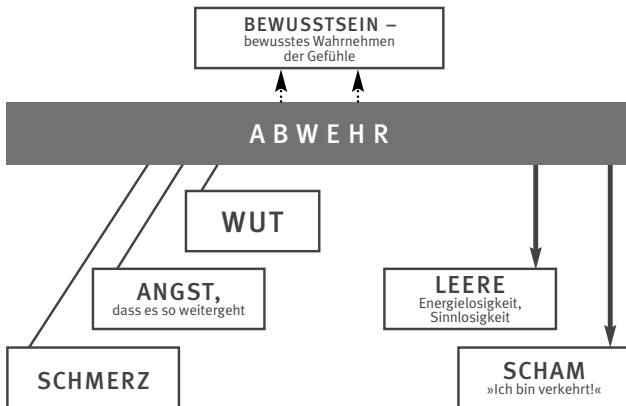 BEWUSSTSEIN –
bewusstes Wahrnehmen
der Gefühle
ABWEHR
WUT
ANGST,
dass es so weitergeht
LEERE
Energielosigkeit,
Sinnlosigkeit
SCHMERZ
SCHAM
»Ich bin verkehrt!«